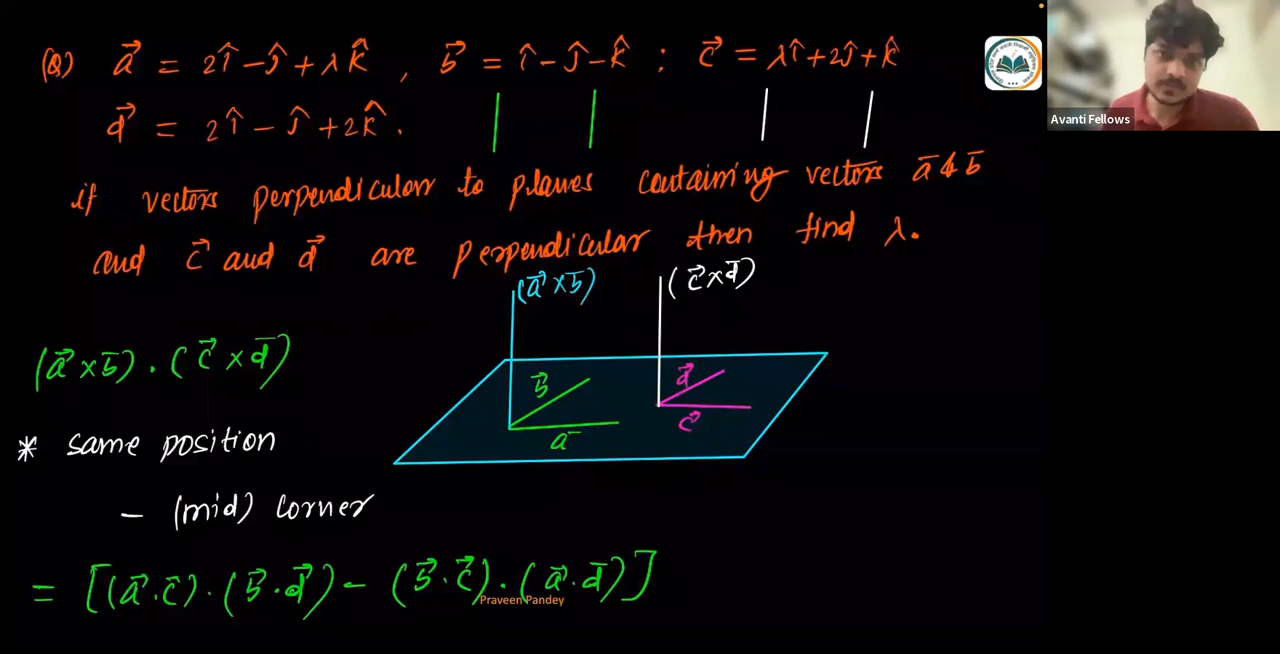 (Q) a⃗ = 2î - ĵ + λk̂ , b⃗ = î - ĵ - k̂ ; c⃗ = λî + 2ĵ + k̂
d⃗ = 2î - ĵ + 2k̂.
if vectors perpendicular to planes containing vectors a̅ & b̅
and c⃗ and d⃗ are perpendicular then find λ.
(a⃗ × b̅) (c⃗ × d̅)
(a⃗ × b̅) . (c⃗ × d̅)
b⃗ d⃗
a̅ c⃗
* same position
- (mid) corner
= [(a⃗ . c̅) . (b⃗ . d⃗) - (b⃗ . c⃗) . (a⃗ . d̅)]
Praveen Pandey
Avanti Fellows